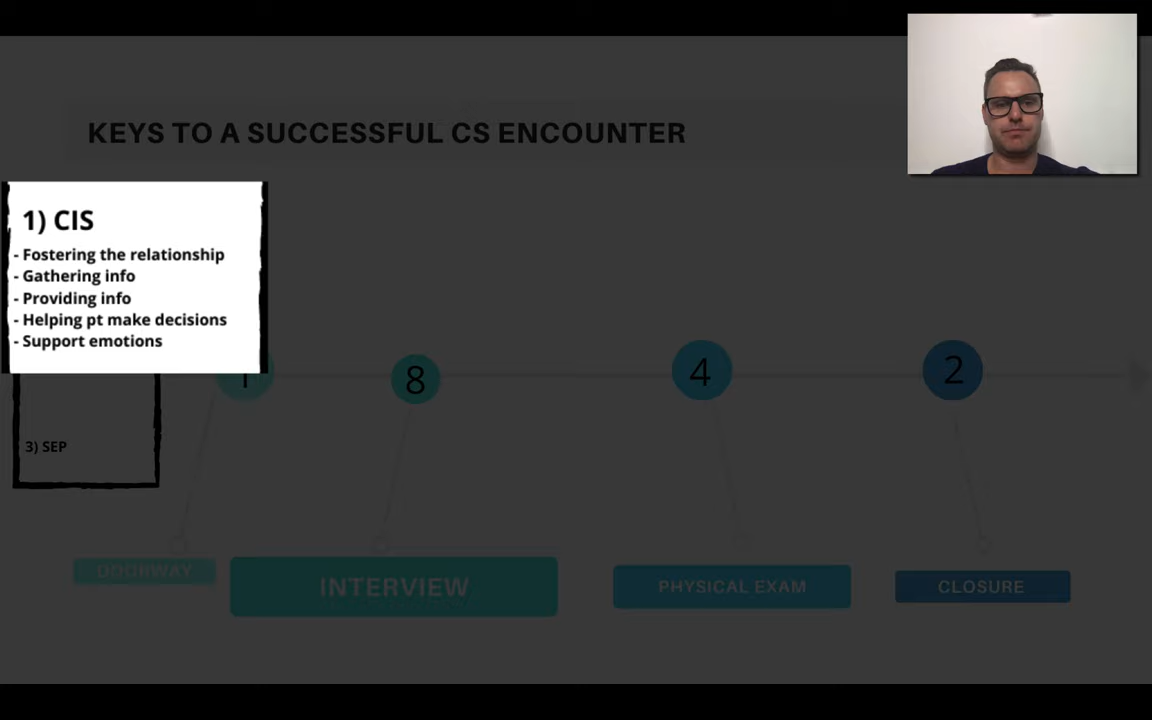 KEYS TO A SUCCESSFUL CS ENCOUNTER
1) CIS
- Fostering the relationship
- Gathering info
- Providing info
- Helping pt make decisions
- Support emotions
1
8
4
2
3) SEP
DOORWAY
INTERVIEW
PHYSICAL EXAM
CLOSURE